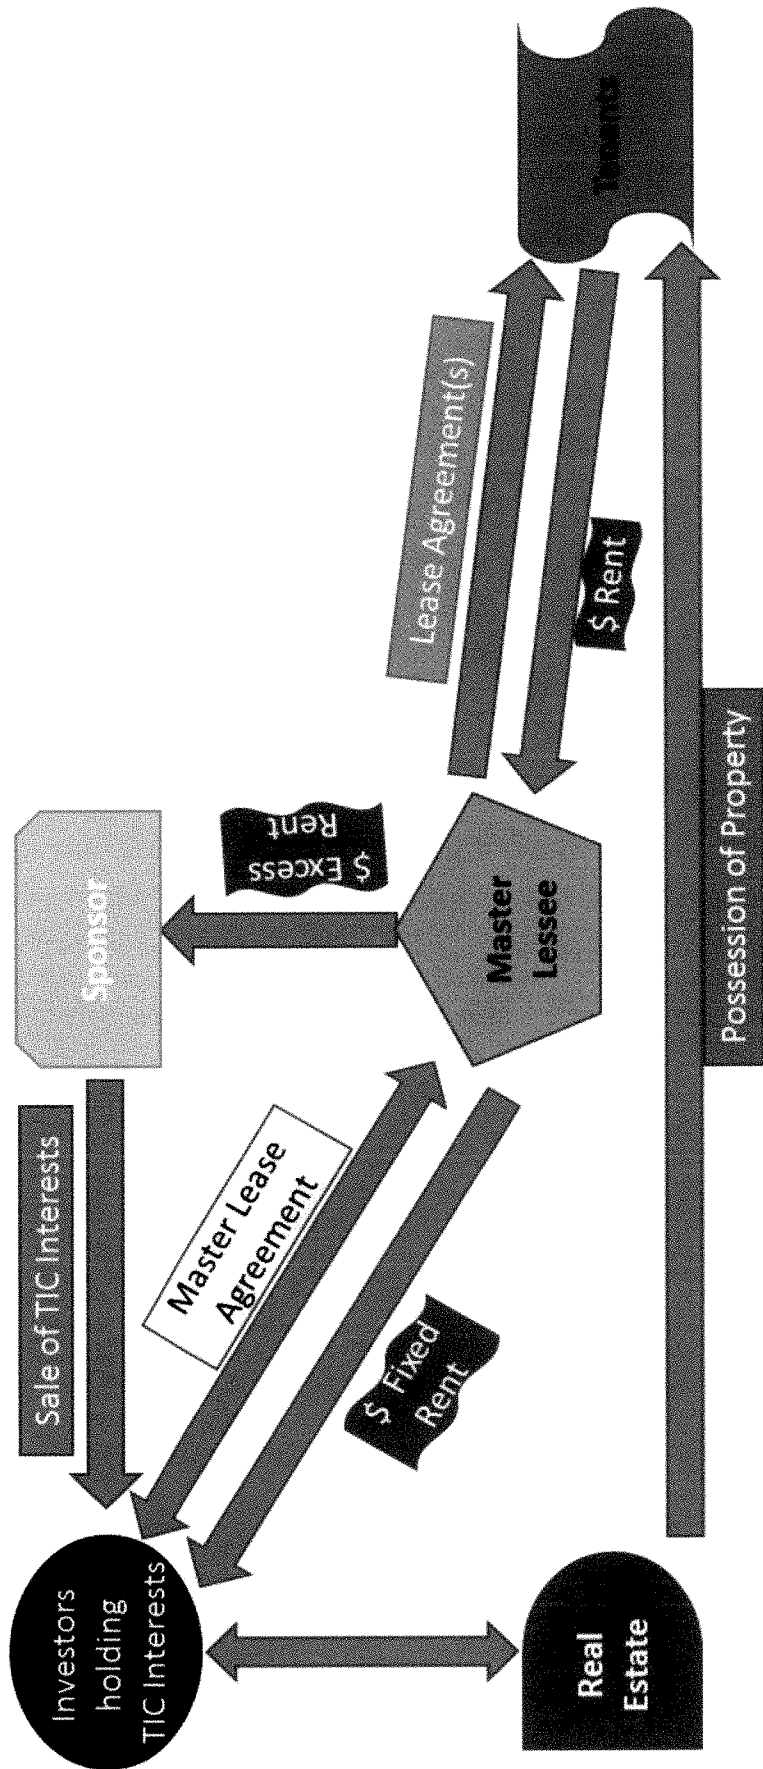 Investors
holding
TIC Interests
Sale of TIC Interests
Sponsor
Master Lease
Agreement
$ Excess
Rent
$ Fixed
Rent
Master
Lessee
Lease Agreement(s)
$ Rent
Tenants
Real
Estate
Possession of Property